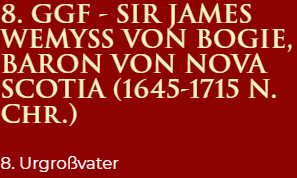 8. GGF - SIR JAMES
WEMYSS VON BOGIE,
BARON VON NOVA
SCOTIA (1645-1715 N.
CHR.)
8. Urgroßvater